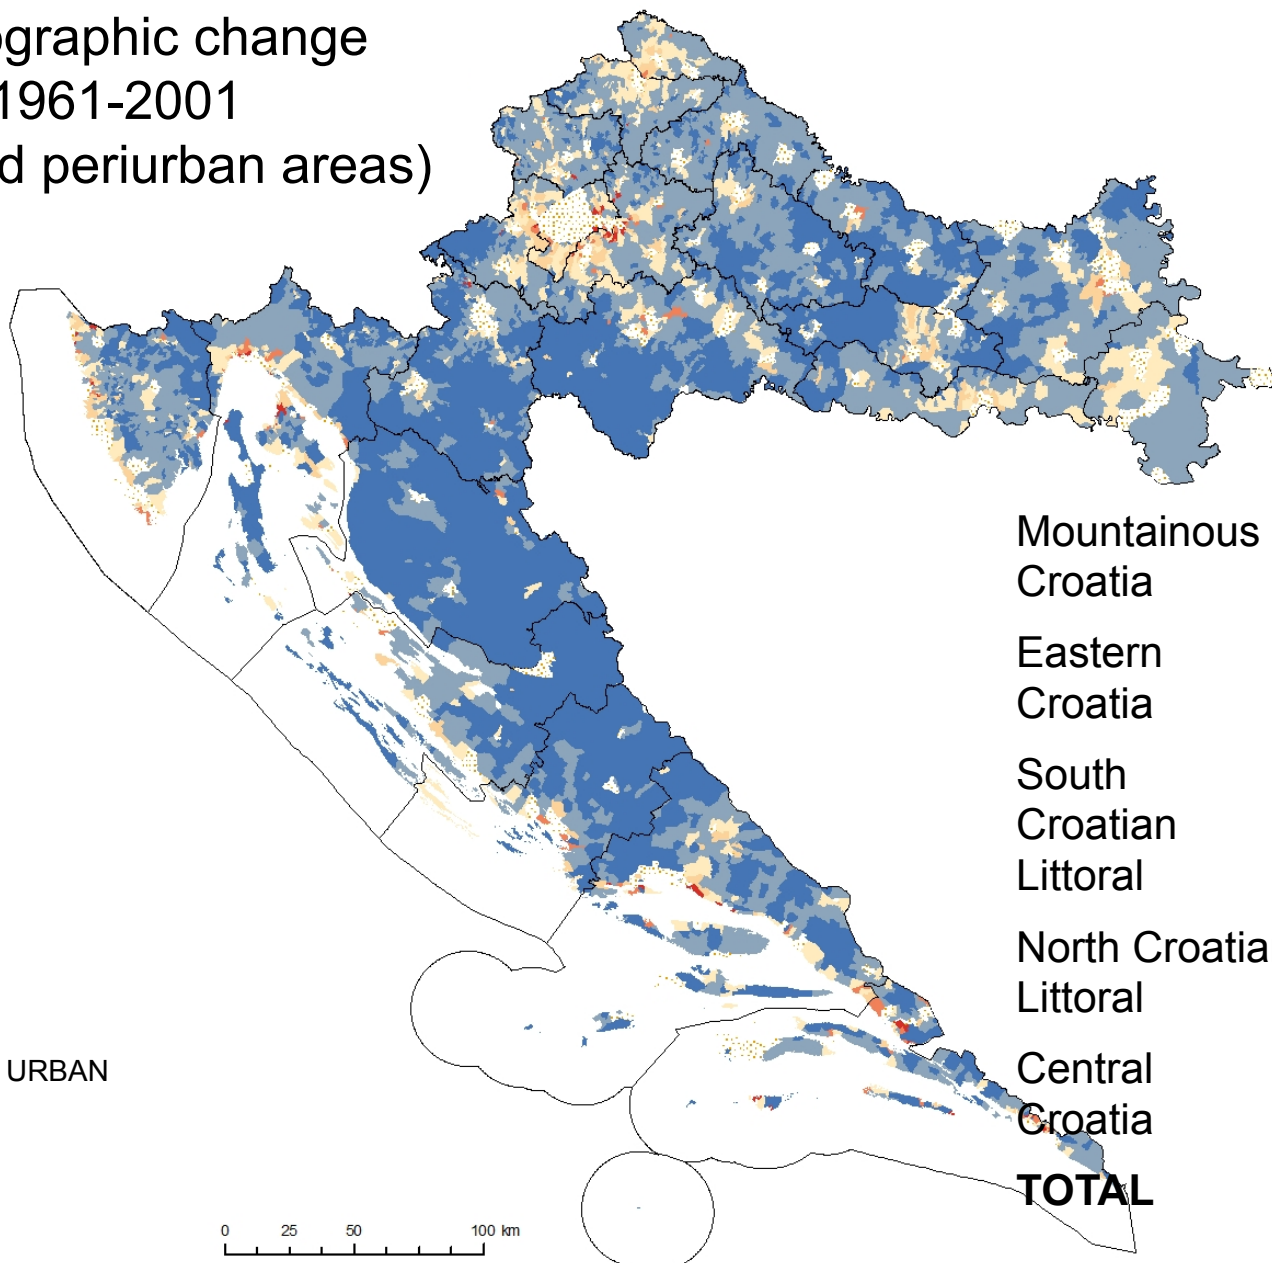 ographic change
1961-2001
d periurban areas)
Mountainous
Croatia
Eastern
Croatia
South
Croatian
Littoral
North Croatia
Littoral
URBAN
Central
Croatia
TOTAL
0 25 50 100 km